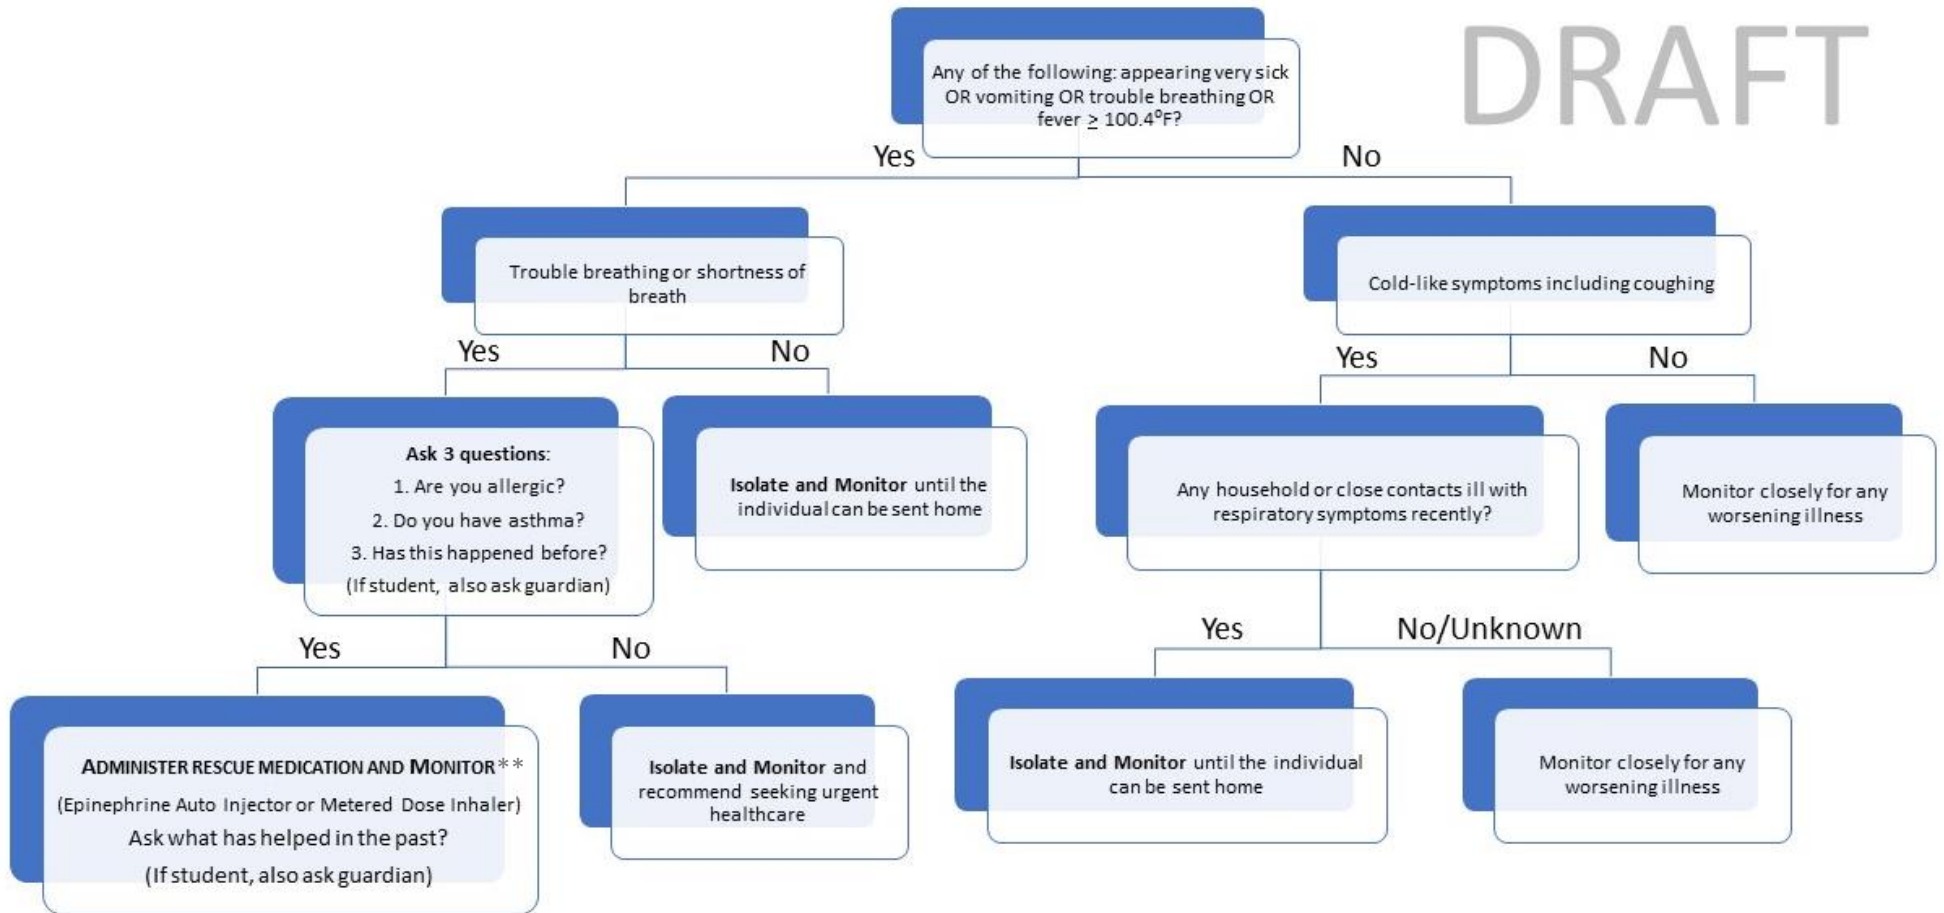 DRAFT
Any of the following: appearing very sick
OR vomiting OR trouble breathing OR
fever ≥ 100.4⁰F?
Yes
No
Trouble breathing or shortness of
breath
Cold-like symptoms including coughing
Yes
No
Yes
No
Ask 3 questions:
1. Are you allergic?
2. Do you have asthma?
3. Has this happened before?
(If student, also ask guardian)
Isolate and Monitor until the
individual can be sent home
Any household or close contacts ill with
respiratory symptoms recently?
Monitor closely for any
worsening illness
Yes
No
Yes
No/Unknown
ADMINISTER RESCUE MEDICATION AND MONITOR**
(Epinephrine Auto Injector or Metered Dose Inhaler)
Ask what has helped in the past?
(If student, also ask guardian)
Isolate and Monitor and
recommend seeking urgent
healthcare
Isolate and Monitor until the individual
can be sent home
Monitor closely for any
worsening illness